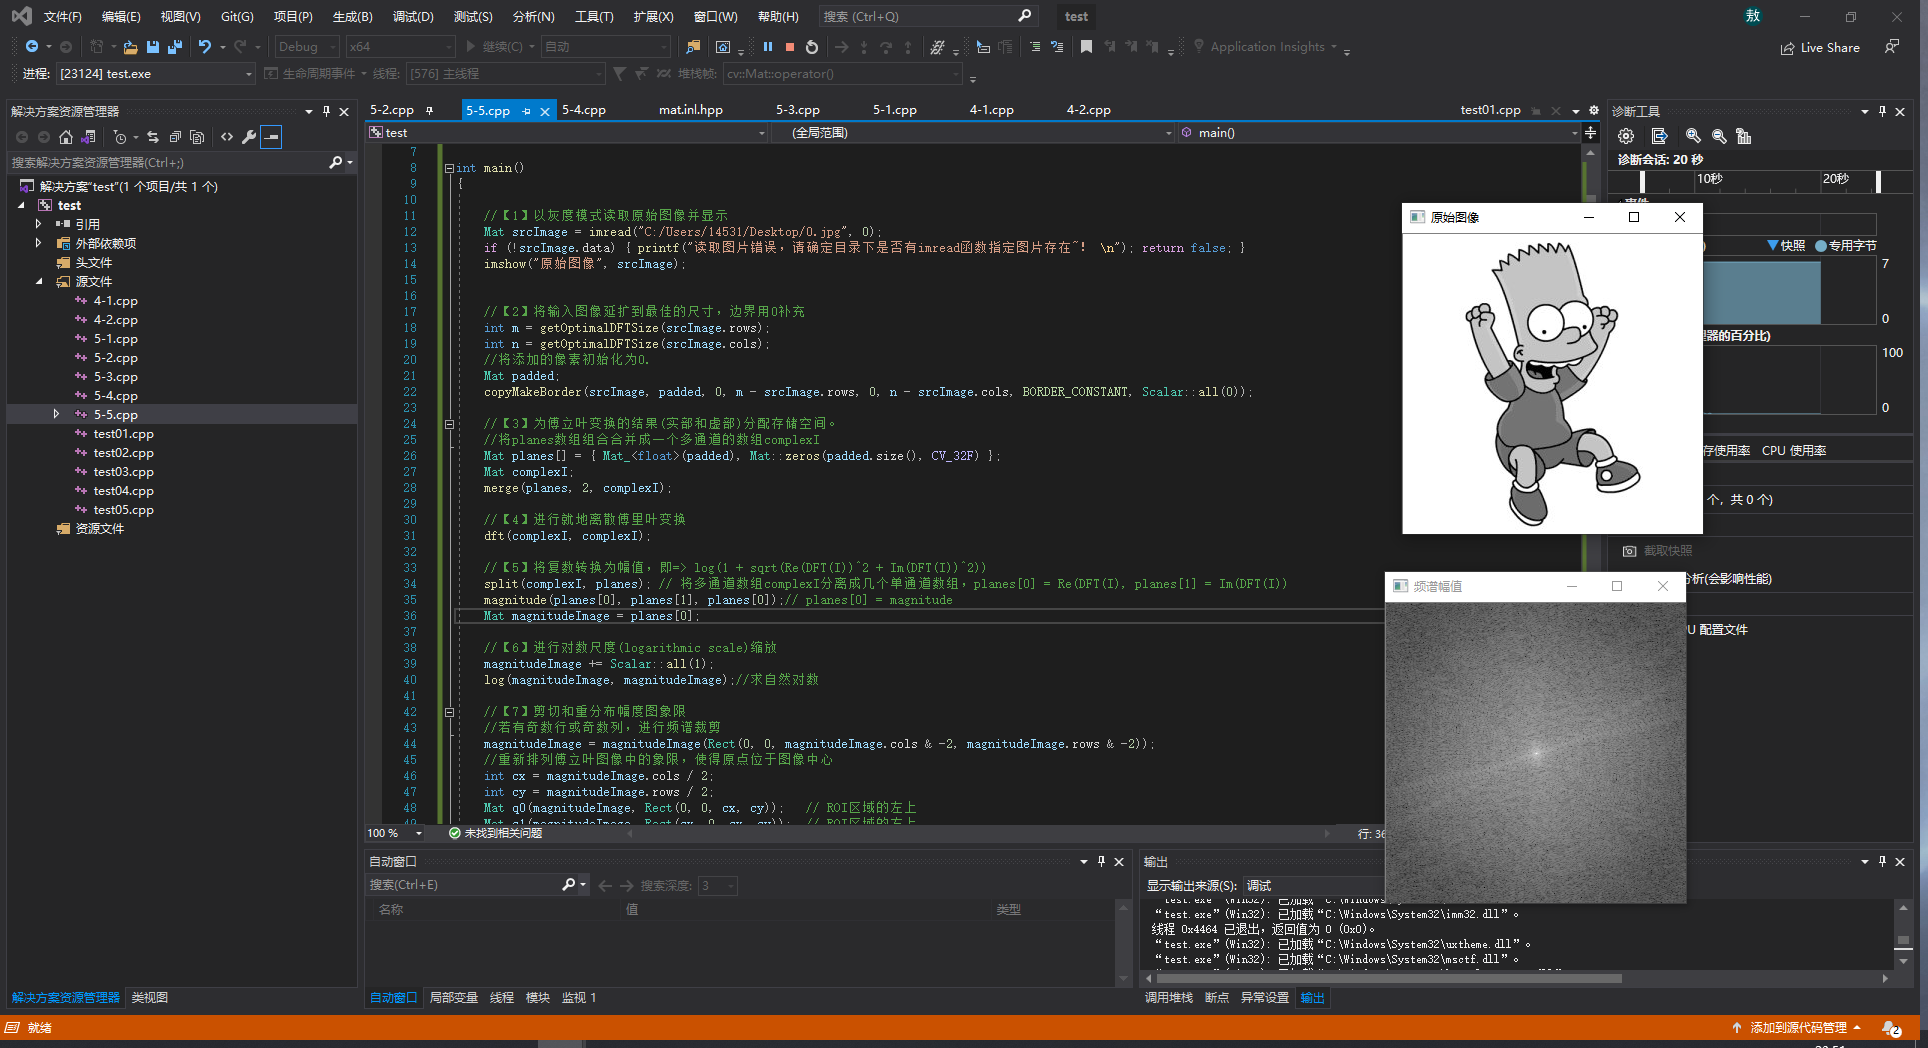 文件(F) 编辑(E) 视图(V) Git(G) 项目(P) 生成(B) 调试(D) 测试(S) 分析(N) 工具(T) 扩展(X) 窗口(W) 帮助(H) 搜索 (Ctrl+Q) test 敖
Debug x64 继续(C) 自动 Application Insights Live Share
进程: [23124] test.exe 生命周期事件 线程: [576] 主线程 堆栈帧: cv::Mat::operator()
解决方案资源管理器
搜索解决方案资源管理器(Ctrl+;)
解决方案"test"(1 个项目/共 1 个)
test
引用
外部依赖项
头文件
源文件
4-1.cpp
4-2.cpp
5-1.cpp
5-2.cpp
5-3.cpp
5-4.cpp
5-5.cpp
test01.cpp
test02.cpp
test03.cpp
test04.cpp
test05.cpp
资源文件
解决方案资源管理器 类视图
5-2.cpp 5-5.cpp 5-4.cpp mat.inl.hpp 5-3.cpp 5-1.cpp 4-1.cpp 4-2.cpp test01.cpp
test (全局范围) main()
7
8 int main()
9 {
10
11 //【1】以灰度模式读取原始图像并显示
12 Mat srcImage = imread("C:/Users/14531/Desktop/0.jpg", 0);
13 if (!srcImage.data) { printf("读取图片错误，请确定目录下是否有imread函数指定图片存在~！ \n"); return false; }
14 imshow("原始图像", srcImage);
15
16
17 //【2】将输入图像延扩到最佳的尺寸，边界用0补充
18 int m = getOptimalDFTSize(srcImage.rows);
19 int n = getOptimalDFTSize(srcImage.cols);
20 //将添加的像素初始化为0.
21 Mat padded;
22 copyMakeBorder(srcImage, padded, 0, m - srcImage.rows, 0, n - srcImage.cols, BORDER_CONSTANT, Scalar::all(0));
23
24 //【3】为傅立叶变换的结果(实部和虚部)分配存储空间。
25 //将planes数组组合合并成一个多通道的数组complexI
26 Mat planes[] = { Mat_<float>(padded), Mat::zeros(padded.size(), CV_32F) };
27 Mat complexI;
28 merge(planes, 2, complexI);
29
30 //【4】进行就地离散傅里叶变换
31 dft(complexI, complexI);
32
33 //【5】将复数转换为幅值，即=> log(1 + sqrt(Re(DFT(I))^2 + Im(DFT(I))^2))
34 split(complexI, planes); // 将多通道数组complexI分离成几个单通道数组，planes[0] = Re(DFT(I), planes[1] = Im(DFT(I))
35 magnitude(planes[0], planes[1], planes[0]);// planes[0] = magnitude
36 Mat magnitudeImage = planes[0];
37
38 //【6】进行对数尺度(logarithmic scale)缩放
39 magnitudeImage += Scalar::all(1);
40 log(magnitudeImage, magnitudeImage);//求自然对数
41
42 //【7】剪切和重分布幅度图象限
43 //若有奇数行或奇数列，进行频谱裁剪
44 magnitudeImage = magnitudeImage(Rect(0, 0, magnitudeImage.cols & -2, magnitudeImage.rows & -2));
45 //重新排列傅立叶图像中的象限，使得原点位于图像中心
46 int cx = magnitudeImage.cols / 2;
47 int cy = magnitudeImage.rows / 2;
48 Mat q0(magnitudeImage, Rect(0, 0, cx, cy)); // ROI区域的左上
100 % 未找到相关问题 行: 36
诊断工具
诊断会话: 20 秒
10秒 20秒
快照 专用字节
7
0
理器的百分比)
100
0
存使用率 CPU 使用率
个，共 0 个)
截取快照
分析(会影响性能)
配置文件
原始图像
频谱幅值
自动窗口
搜索(Ctrl+E) 搜索深度: 3
名称 值 类型
自动窗口 局部变量 线程 模块 监视 1
输出
显示输出来源(S): 调试
“test.exe”(Win32): 已加载“C:\Windows\System32\imm32.dll”。
线程 0x4464 已退出，返回值为 0 (0x0)。
“test.exe”(Win32): 已加载“C:\Windows\System32\uxtheme.dll”。
“test.exe”(Win32): 已加载“C:\Windows\System32\msctf.dll”。
调用堆栈 断点 异常设置 输出
就绪 添加到源代码管理 2